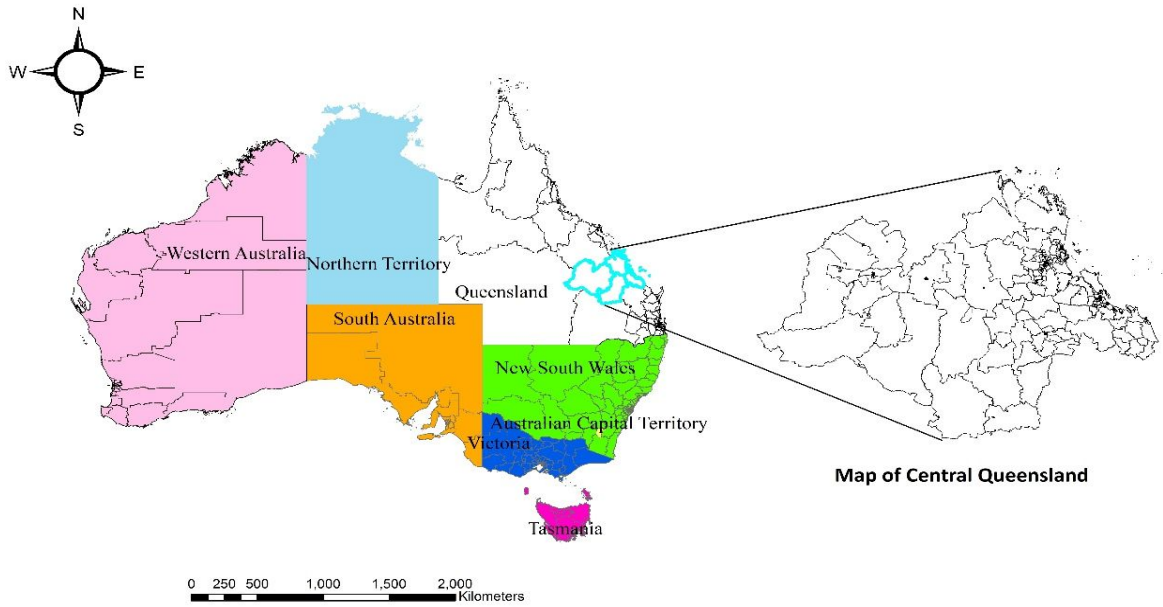 N
W E
S
Western Australia
Northern Territory
Queensland
South Australia
New South Wales
Australian Capital Territory
Victoria
Tasmania
Map of Central Queensland
0 250 500 1,000 1,500 2,000
Kilometers